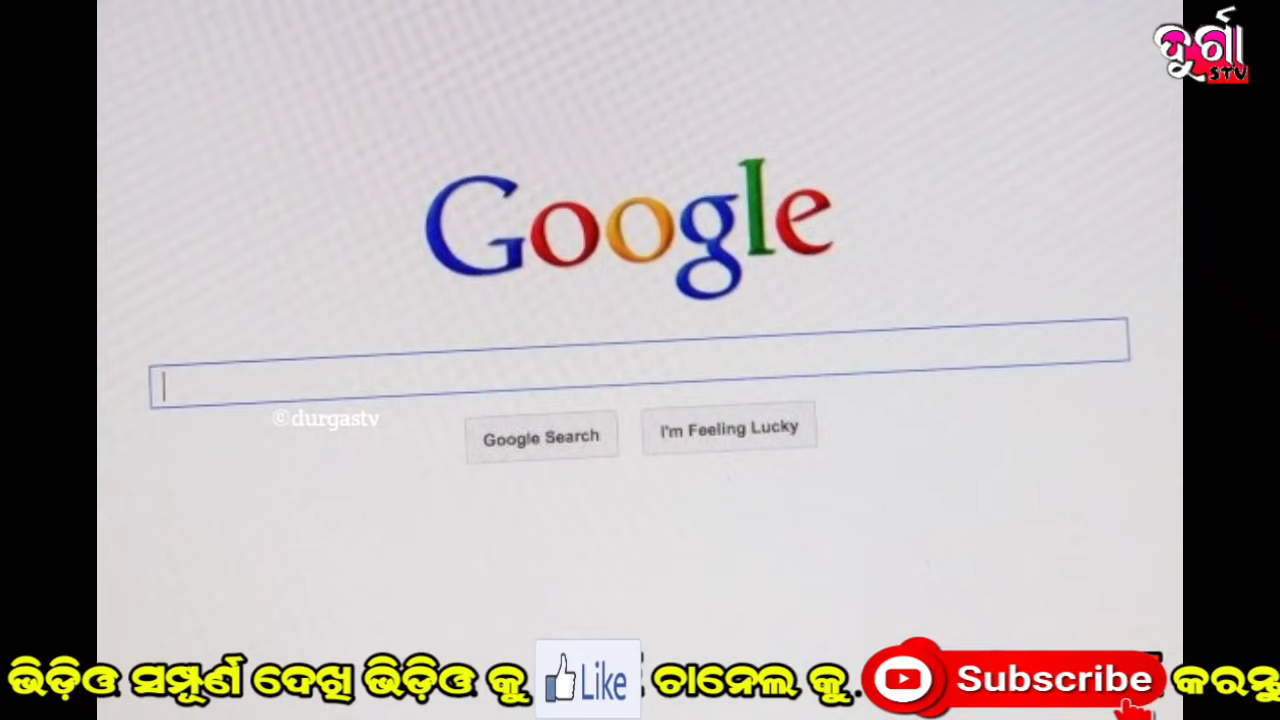 ଦୁର୍ଗା
STV
Google
©durgastv
Google Search
I'm Feeling Lucky
ଭିଡ଼ିଓ ସମ୍ପୂର୍ଣ ଦେଖି ଭିଡ଼ିଓ କୁ Like ଚାନେଲ କୁ. Subscribe କରନ୍ତୁ